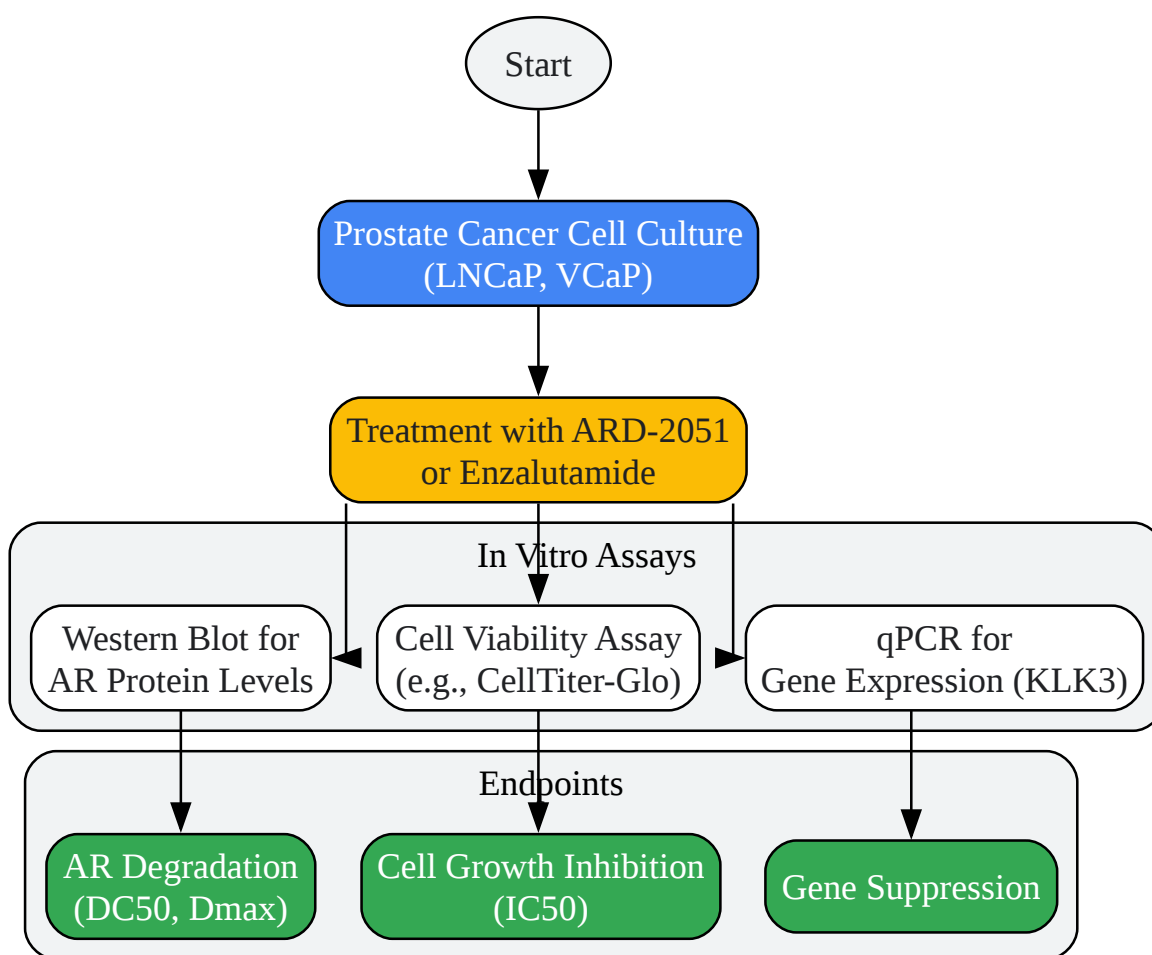 Start
Prostate Cancer Cell Culture
(LNCaP, VCaP)
Treatment with ARD-2051
or Enzalutamide
In Vitro Assays
Western Blot for
AR Protein Levels
Cell Viability Assay
(e.g., CellTiter-Glo)
qPCR for
Gene Expression (KLK3)
Endpoints
AR Degradation
(DC50, Dmax)
Cell Growth Inhibition
(IC50)
Gene Suppression